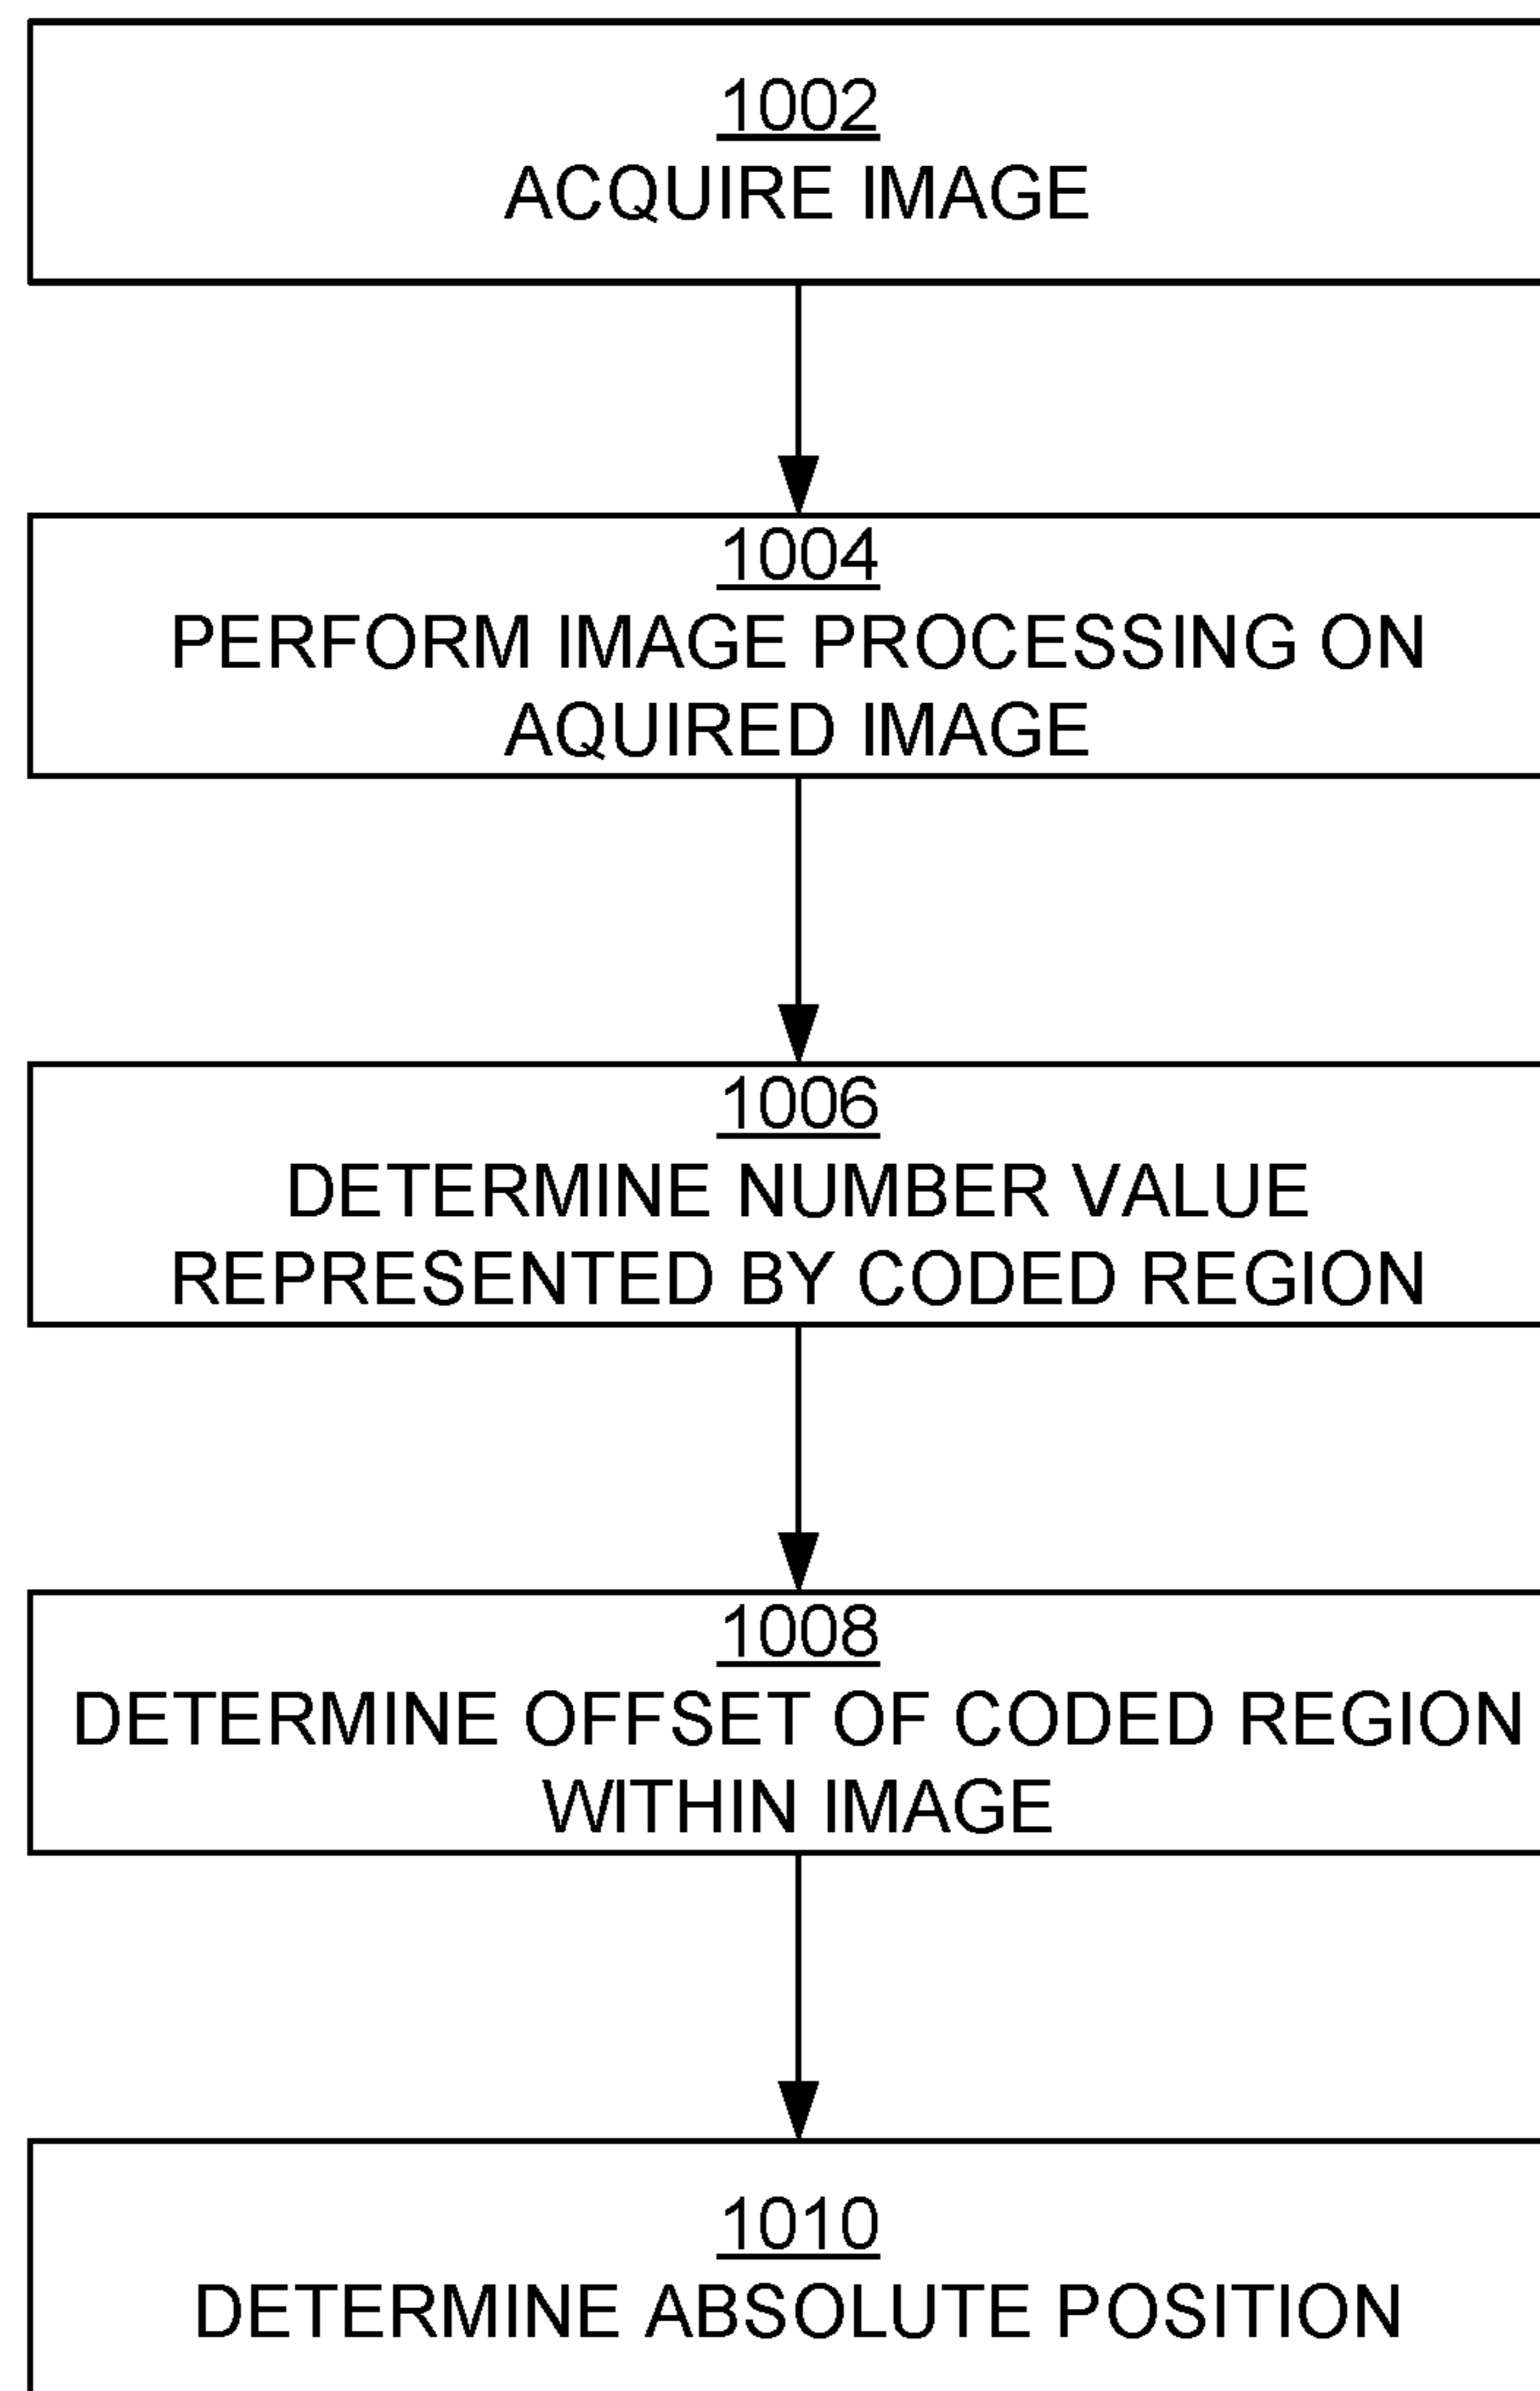 1002
ACQUIRE IMAGE
1004
PERFORM IMAGE PROCESSING ON
AQUIRED IMAGE
1006
DETERMINE NUMBER VALUE
REPRESENTED BY CODED REGION
1008
DETERMINE OFFSET OF CODED REGION
WITHIN IMAGE
1010
DETERMINE ABSOLUTE POSITION